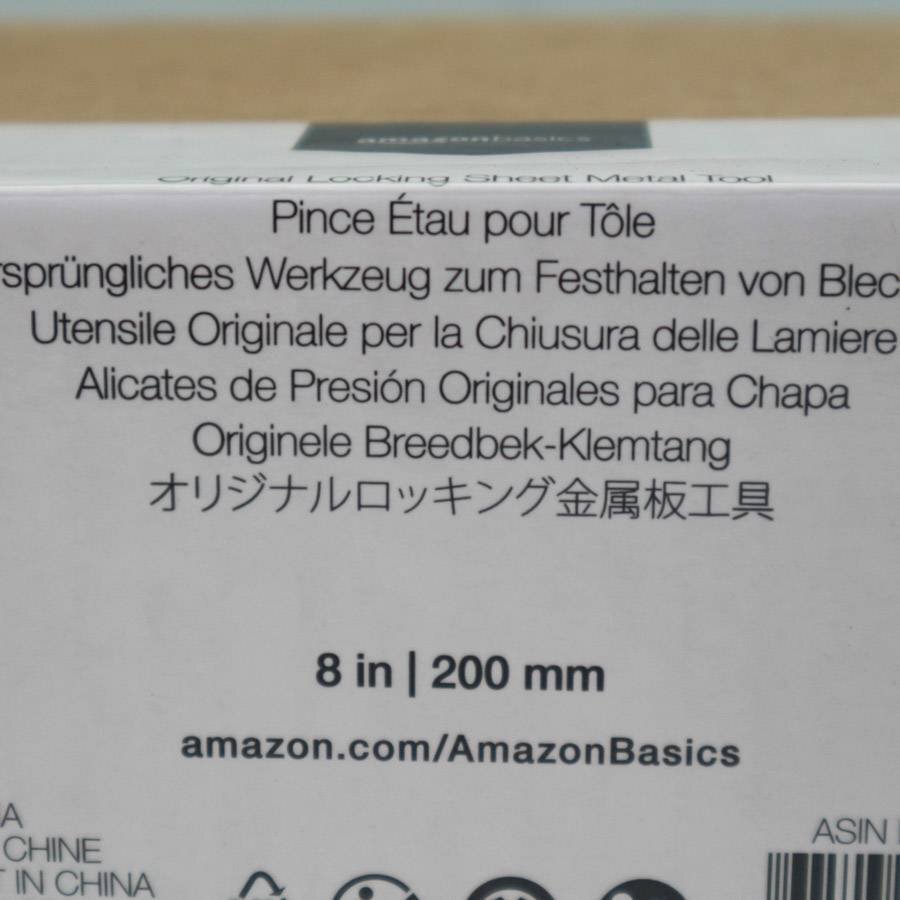 amazonbasics
Original Locking Sheet Metal Tool
Pince Étau pour Tôle
rsprüngliches Werkzeug zum Festhalten von Blec
Utensile Originale per la Chiusura delle Lamiere
Alicates de Presión Originales para Chapa
Originele Breedbek-Klemtang
オリジナルロッキング金属板工具
8 in | 200 mm
amazon.com/AmazonBasics
A
CHINE
T IN CHINA
ASIN